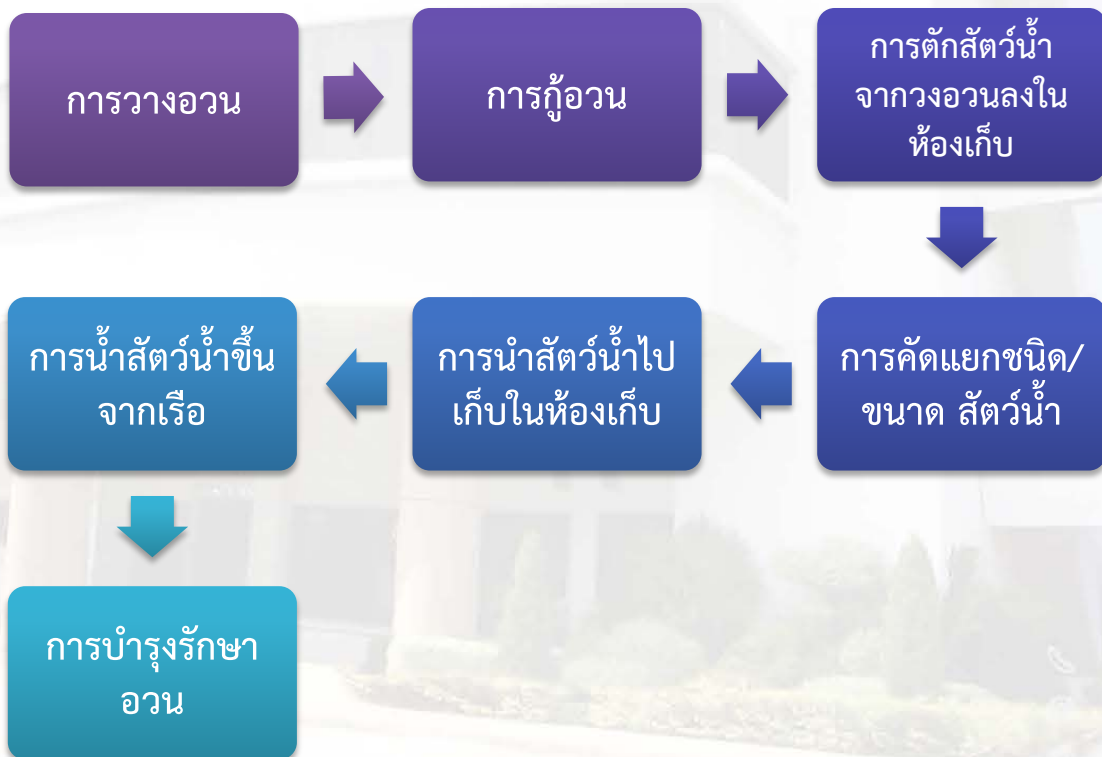 การวางอวน
การกู้อวน
การตักสัตว์น้ำ
จากวงอวนลงใน
ห้องเก็บ
การคัดแยกชนิด/
ขนาด สัตว์น้ำ
การนำสัตว์น้ำไป
เก็บในห้องเก็บ
การน้ำสัตว์น้ำขึ้น
จากเรือ
การบำรุงรักษา
อวน